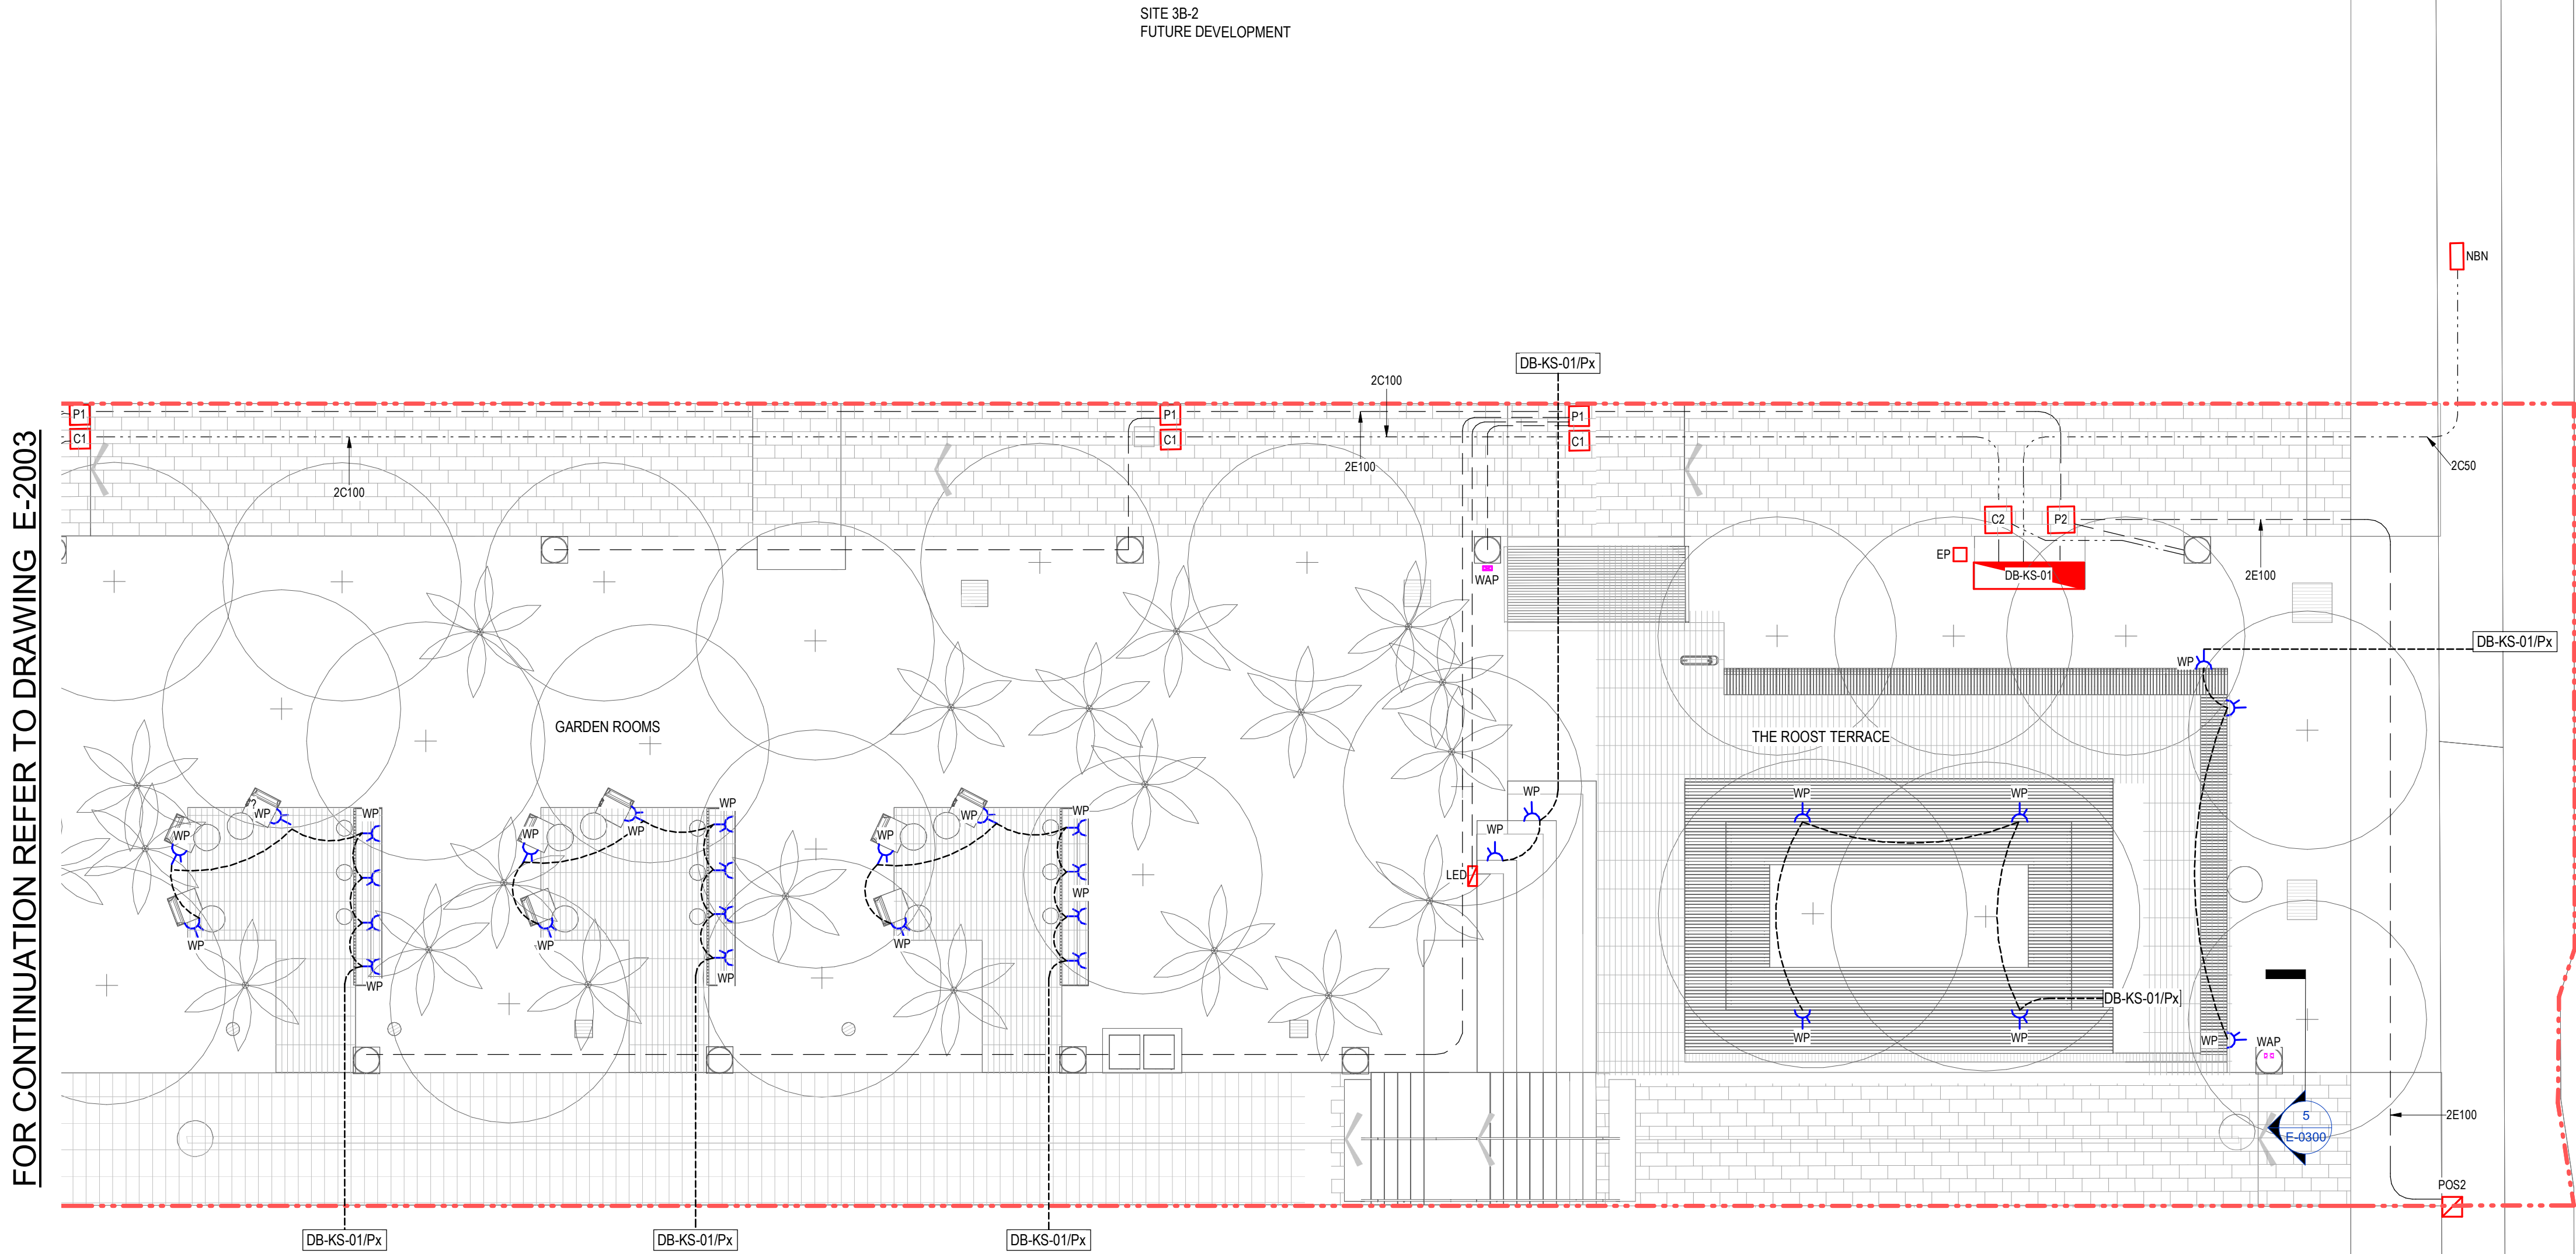 SITE 3B-2
FUTURE DEVELOPMENT
NBN
DB-KS-01/Px
2C100
P1
P1
P1
C1
C1
C1
2E100
2C50
2C100
C2
P2
EP
DB-KS-01
2E100
WAP
DB-KS-01/Px
WP
GARDEN ROOMS
THE ROOST TERRACE
?
WP
WP
WP
WP
WP
WP
WP
WP
WP
WP
WP
WP
WP
WP
LED
WP
WP
WP
WP
WP
WP
WP
DB-KS-01/Px
WP
WP
WP
WAP
5
E-0300
2E100
POS2
DB-KS-01/Px
DB-KS-01/Px
DB-KS-01/Px
FOR CONTINUATION REFER TO DRAWING E-2003